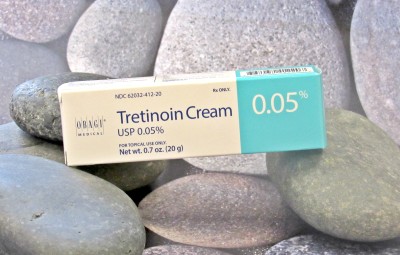 NDC 62032-412-20
Rx ONLY
OBAGI
MEDICAL
Tretinoin Cream
USP 0.05%
FOR TOPICAL USE ONLY
Net wt. 0.7 oz. (20 g)
0.05%